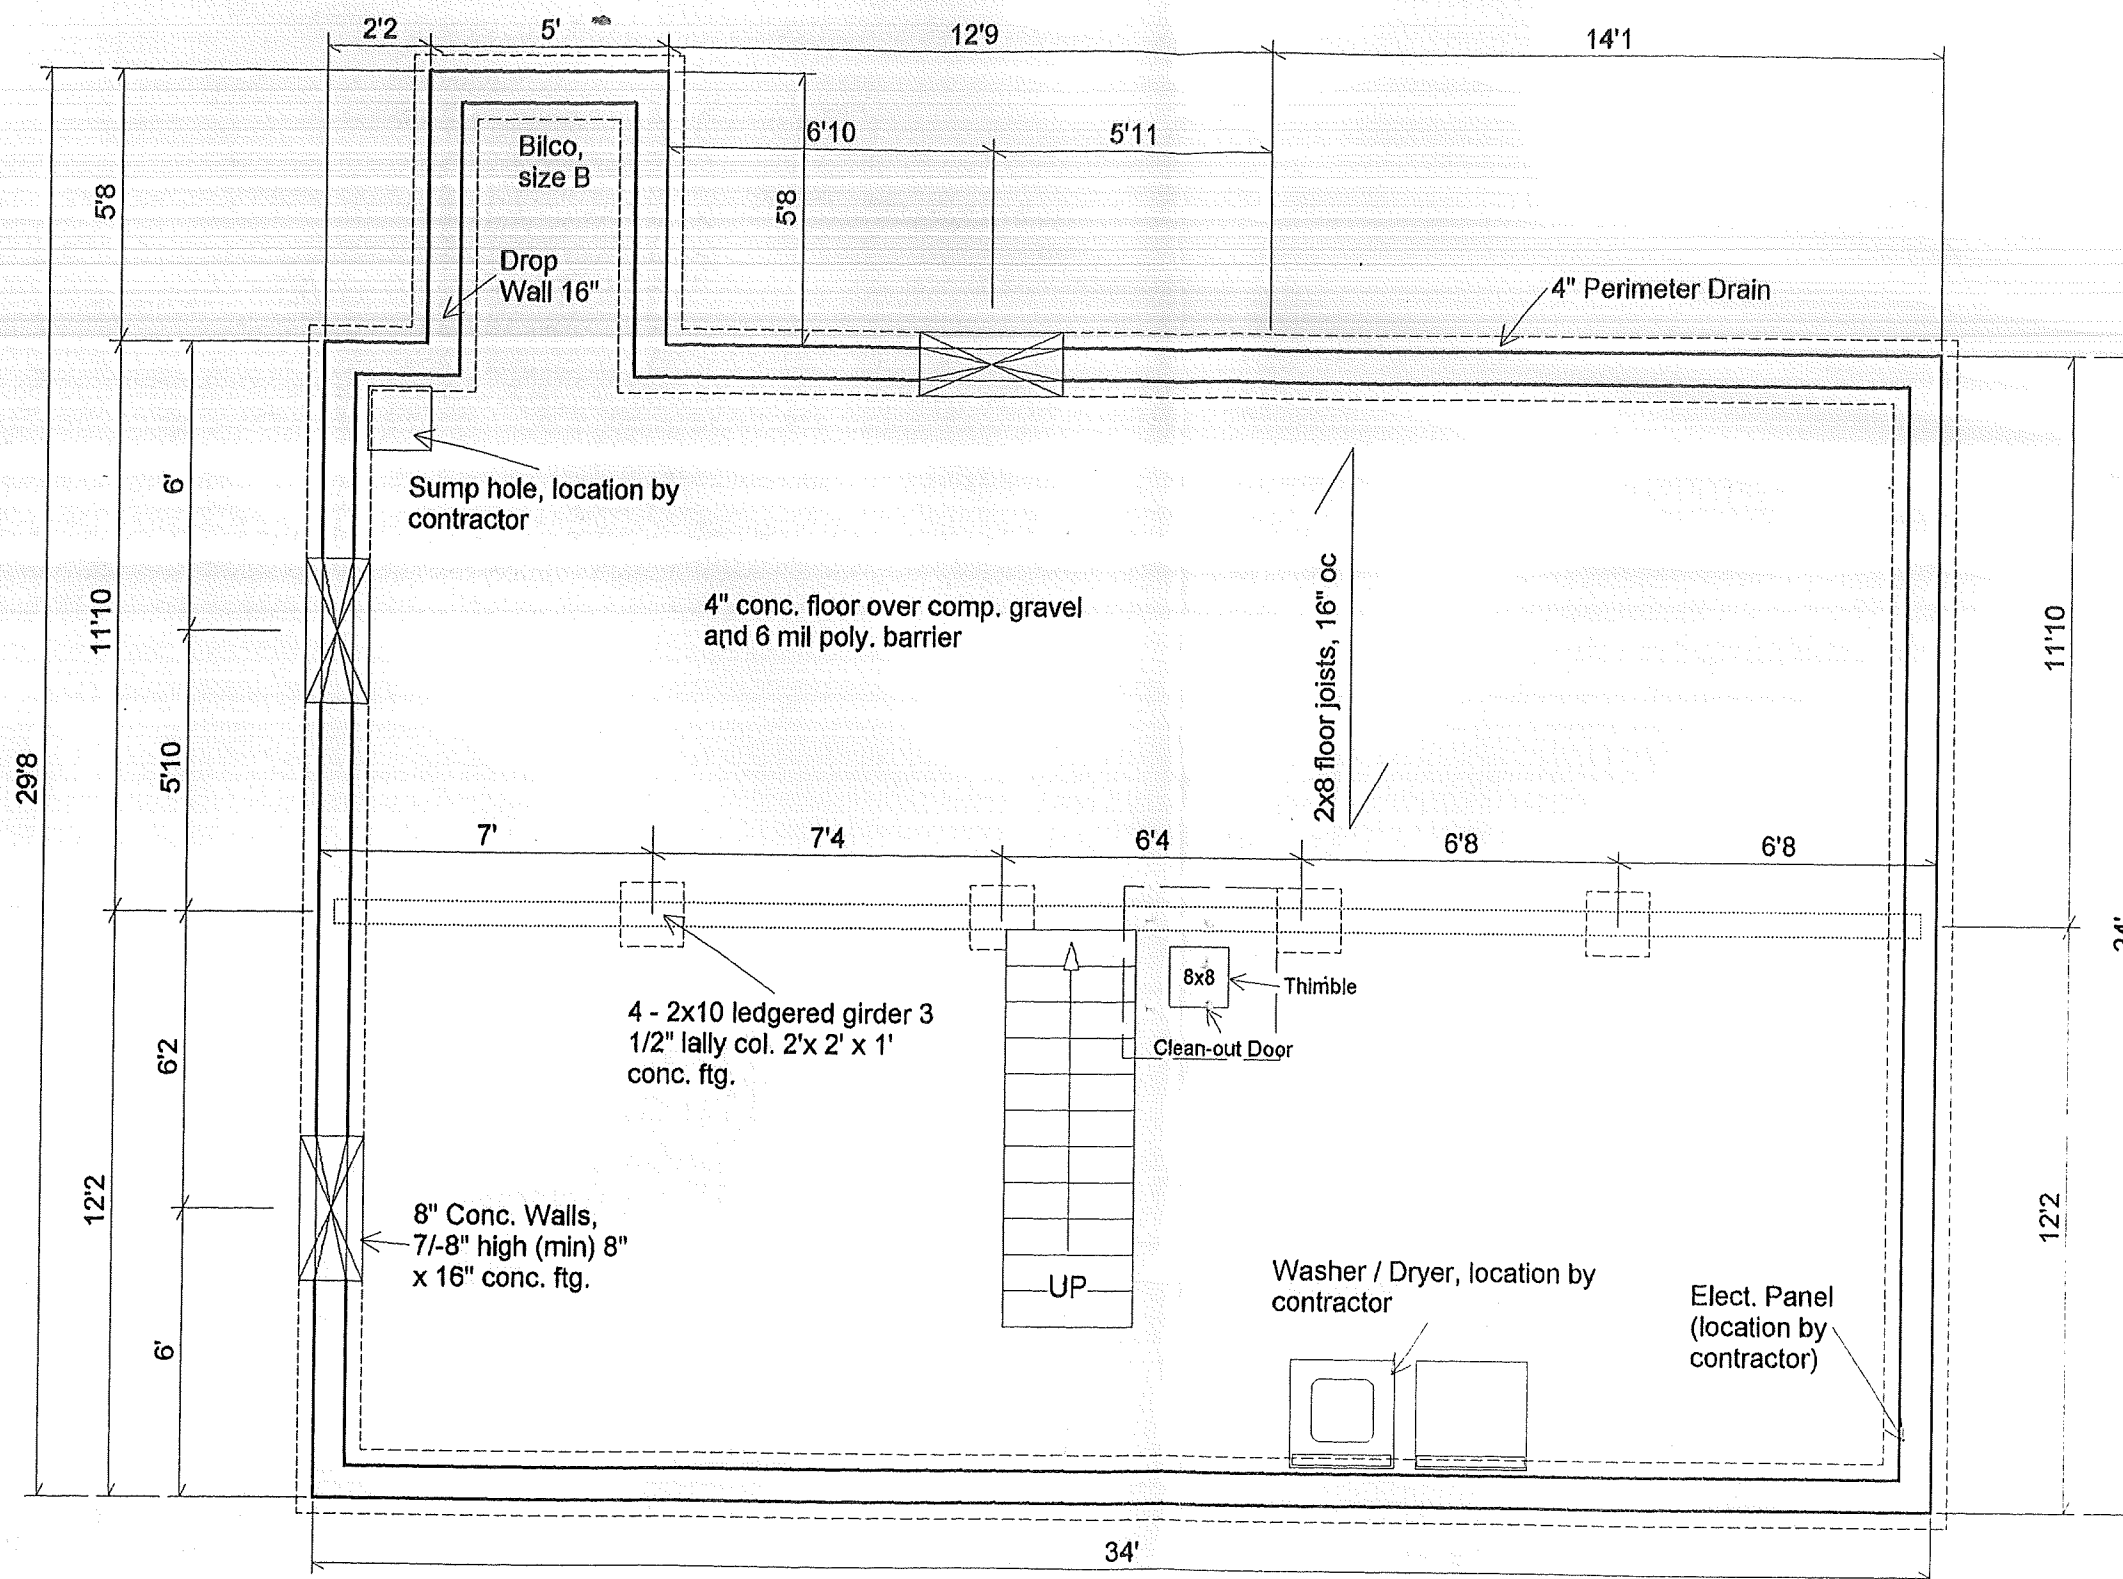 2'2
5'
12'9
14'1
6'10
5'11
5'8
5'8
Bilco,
size B
Drop
Wall 16"
4" Perimeter Drain
Sump hole, location by
contractor
6'
11'10
29'8
5'10
4" conc. floor over comp. gravel
and 6 mil poly. barrier
2x8 floor joists, 16" oc
11'10
7'
7'4
6'4
6'8
6'8
8x8
Thimble
Clean-out Door
4 - 2x10 ledgered girder 3
1/2" lally col. 2'x 2' x 1'
conc. ftg.
6'2
12'2
12'2
6'
8" Conc. Walls,
7/-8" high (min) 8"
x 16" conc. ftg.
UP
Washer / Dryer, location by
contractor
Elect. Panel
(location by
contractor)
34'